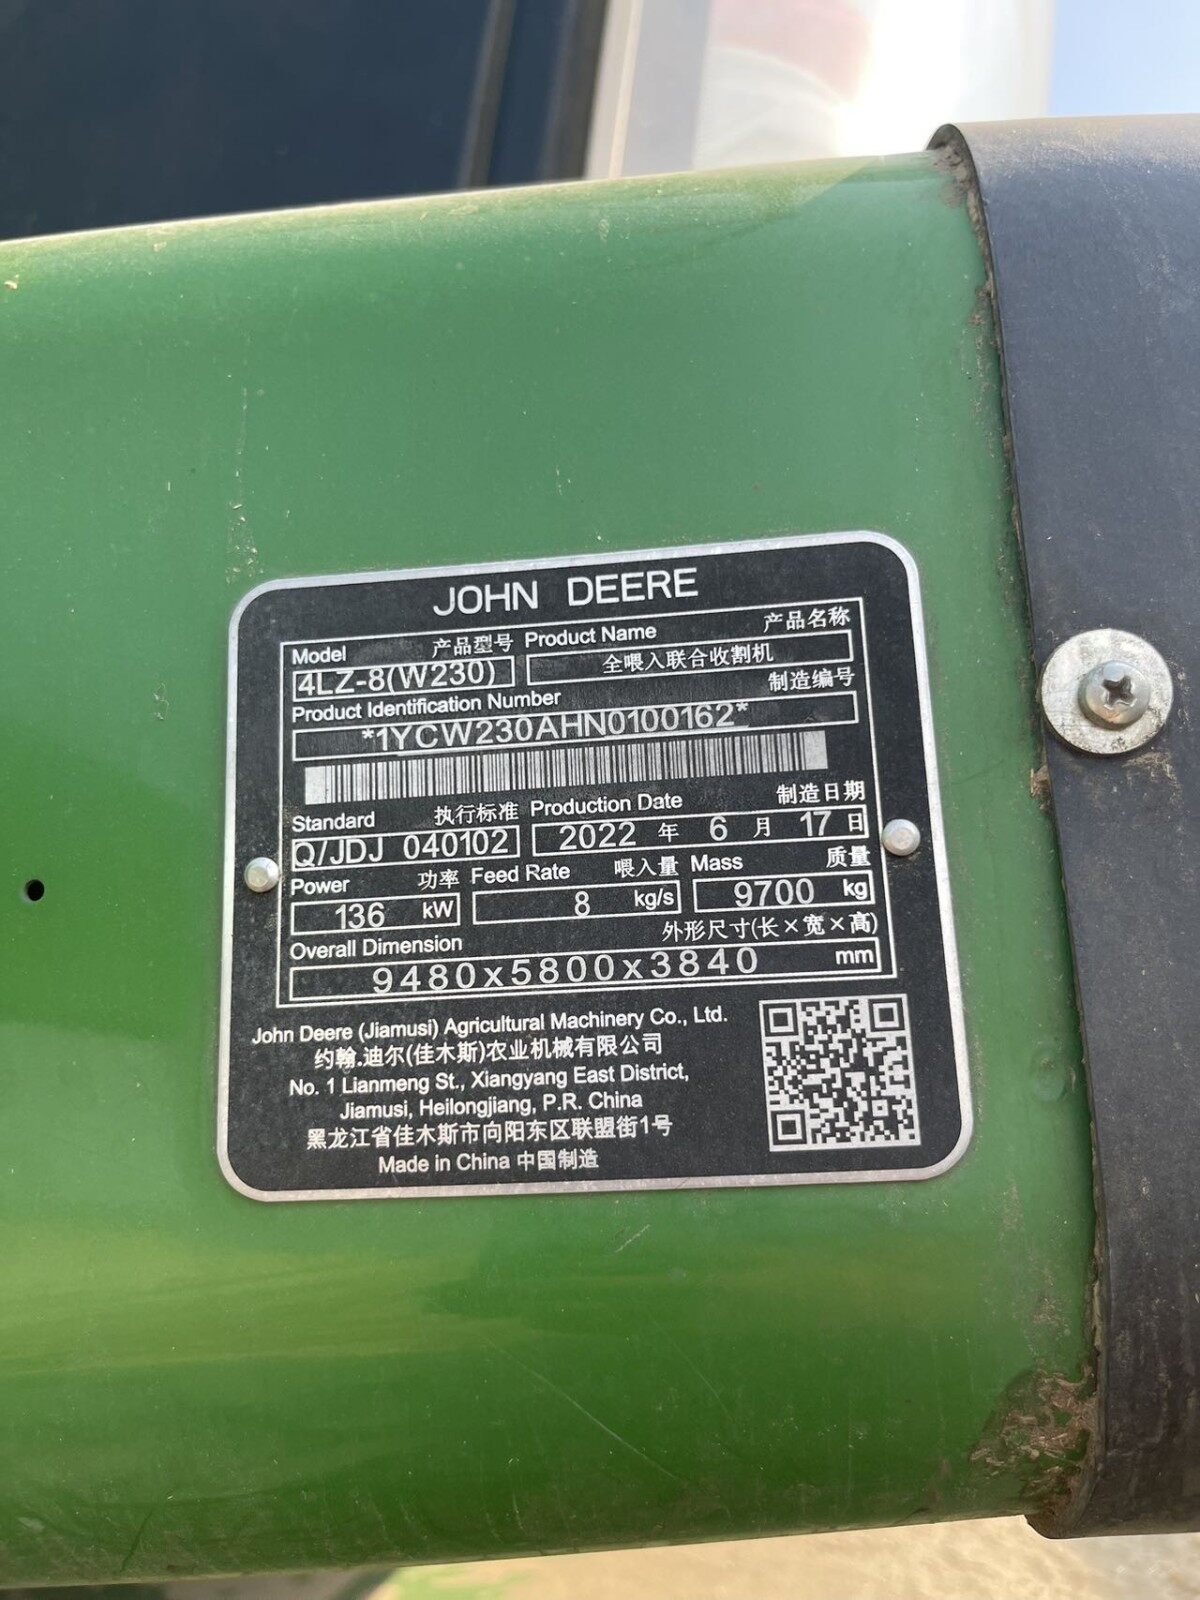 JOHN DEERE
Model 产品型号 Product Name 产品名称
4LZ-8(W230) 全喂入联合收割机
Product Identification Number 制造编号
*1YCW230AHN0100162*
Standard 执行标准 Production Date 制造日期
Q/JDJ 040102 2022 年 6 月 17 日
Power 功率 Feed Rate 喂入量 Mass 质量
136 kW 8 kg/s 9700 kg
Overall Dimension 外形尺寸(长×宽×高)
9480x5800x3840 mm
John Deere (Jiamusi) Agricultural Machinery Co., Ltd.
约翰.迪尔(佳木斯)农业机械有限公司
No. 1 Lianmeng St., Xiangyang East District,
Jiamusi, Heilongjiang, P.R. China
黑龙江省佳木斯市向阳东区联盟街1号
Made in China 中国制造